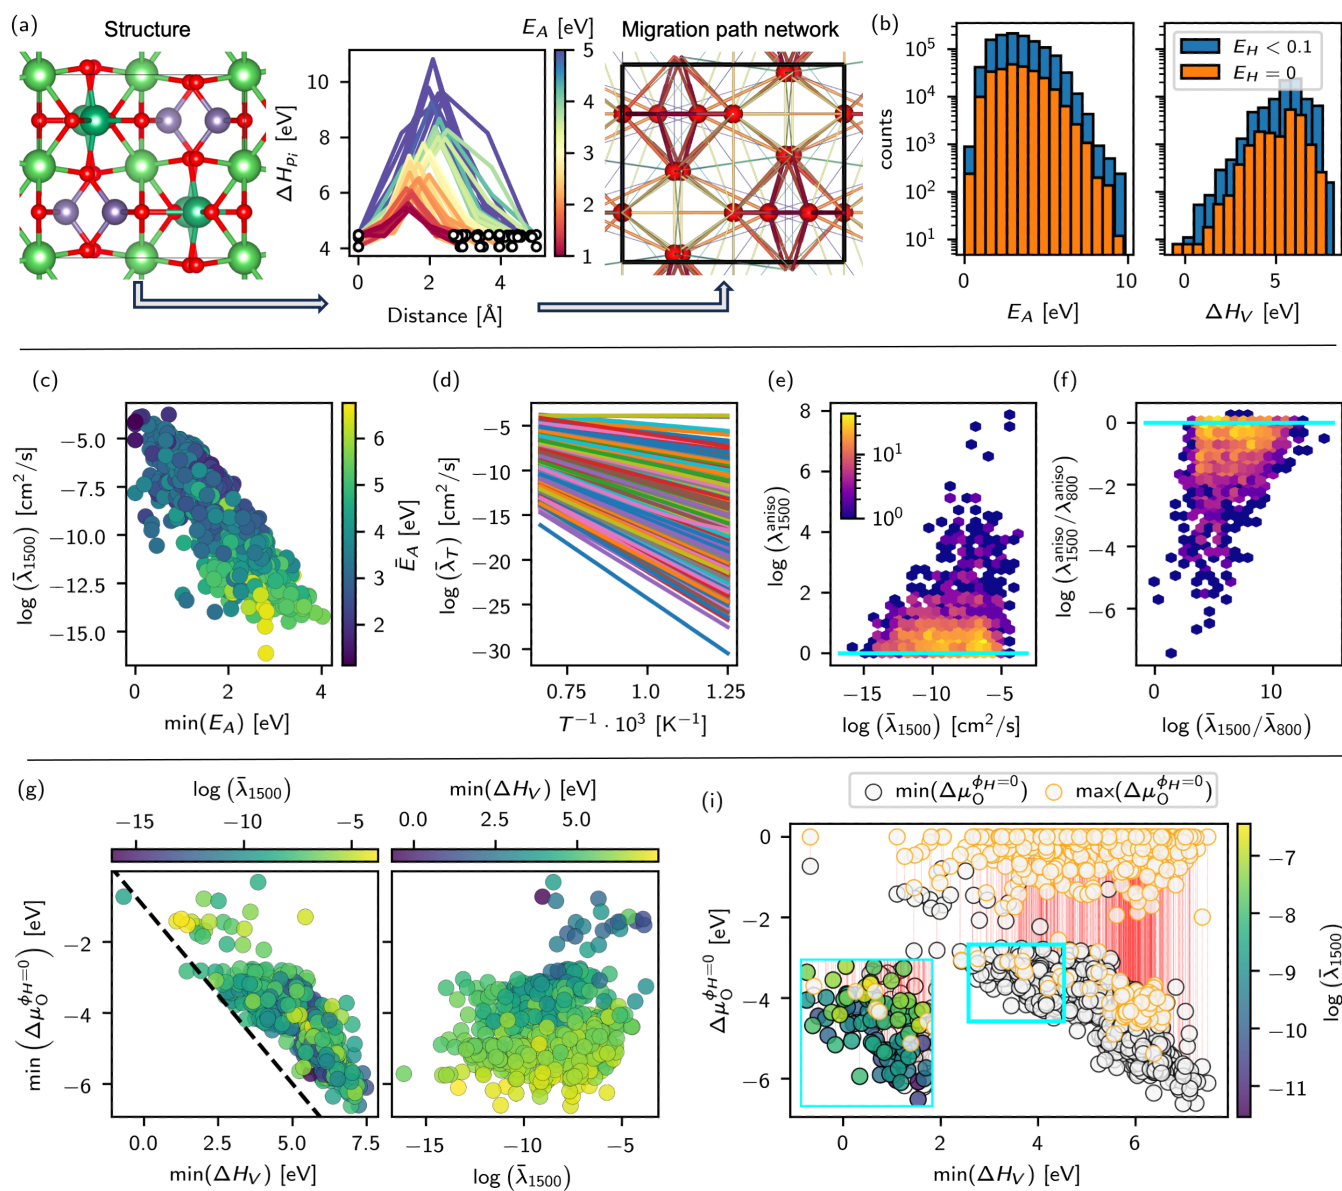 (a)
Structure
E_A [eV]
Migration path network
(b)
10
8
6
4
ΔH_{p_i} [eV]
0
2
4
Distance [Å]
5
4
3
2
1
10^5
10^4
10^3
10^2
10^1
counts
0
10
E_A [eV]
E_H < 0.1
E_H = 0
0
5
ΔH_V [eV]
(c)
−5.0
−7.5
−10.0
−12.5
−15.0
log (λ̄_1500) [cm^2/s]
0
2
4
min(E_A) [eV]
6
5
4
3
2
Ē_A [eV]
(d)
−5
−10
−15
−20
−25
−30
log (λ̄_T) [cm^2/s]
0.75
1.0
1.25
T^−1 · 10^3 [K^−1]
(e)
8
6
4
2
0
log (λ^aniso_1500)
10^1
10^0
−15
−10
−5
log (λ̄_1500) [cm^2/s]
(f)
0
−2
−4
−6
log (λ^aniso_1500/λ^aniso_800)
0
10
log (λ̄_1500/λ̄_800)
(g)
log (λ̄_1500)
−15
−10
−5
min(ΔH_V) [eV]
0.0
2.5
5.0
−2
−4
−6
min (Δμ_O^{ϕ_H=0}) [eV]
0.0
2.5
5.0
7.5
min(ΔH_V) [eV]
−15
−10
−5
log (λ̄_1500)
(i)
min(Δμ_O^{ϕ_H=0})
max(Δμ_O^{ϕ_H=0})
0
−2
−4
−6
Δμ_O^{ϕ_H=0} [eV]
0
2
4
6
min(ΔH_V) [eV]
−7
−8
−9
−10
−11
log (λ̄_1500)